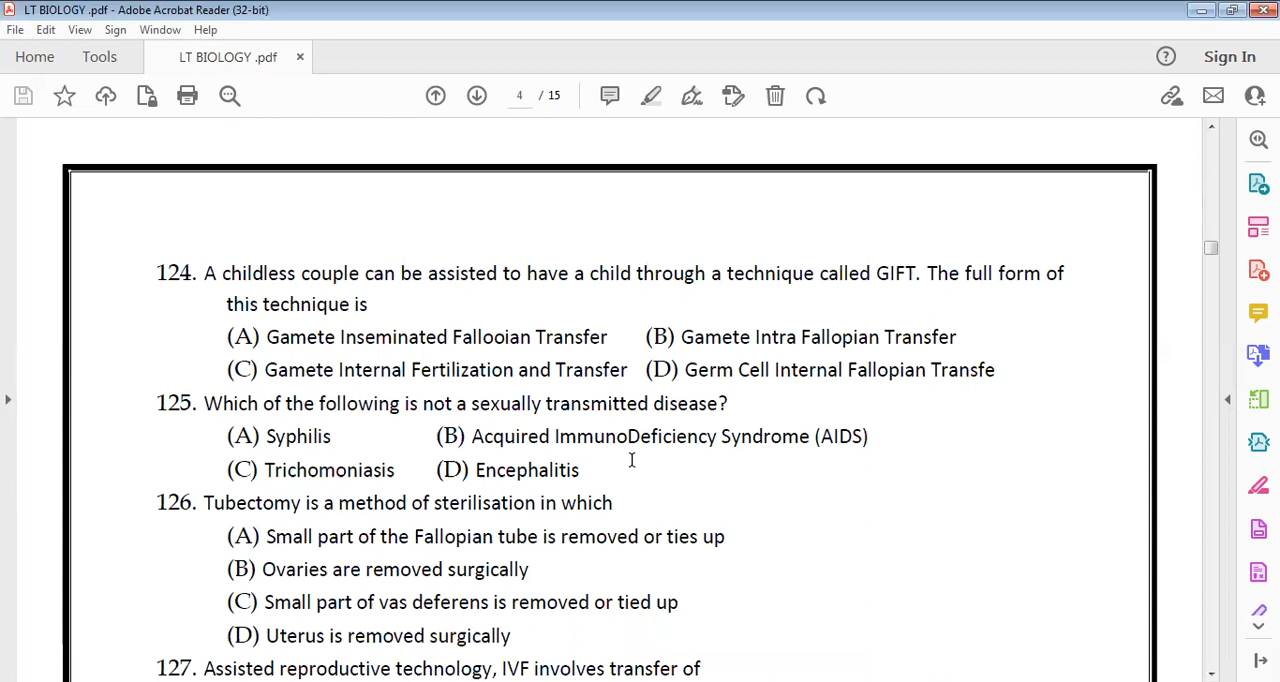 LT BIOLOGY .pdf - Adobe Acrobat Reader (32-bit)
File Edit View Sign Window Help
Home Tools LT BIOLOGY .pdf × Sign In
4 / 15
124. A childless couple can be assisted to have a child through a technique called GIFT. The full form of
this technique is
(A) Gamete Inseminated Fallooian Transfer (B) Gamete Intra Fallopian Transfer
(C) Gamete Internal Fertilization and Transfer (D) Germ Cell Internal Fallopian Transfe
125. Which of the following is not a sexually transmitted disease?
(A) Syphilis (B) Acquired ImmunoDeficiency Syndrome (AIDS)
(C) Trichomoniasis (D) Encephalitis
126. Tubectomy is a method of sterilisation in which
(A) Small part of the Fallopian tube is removed or ties up
(B) Ovaries are removed surgically
(C) Small part of vas deferens is removed or tied up
(D) Uterus is removed surgically
127. Assisted reproductive technology, IVF involves transfer of